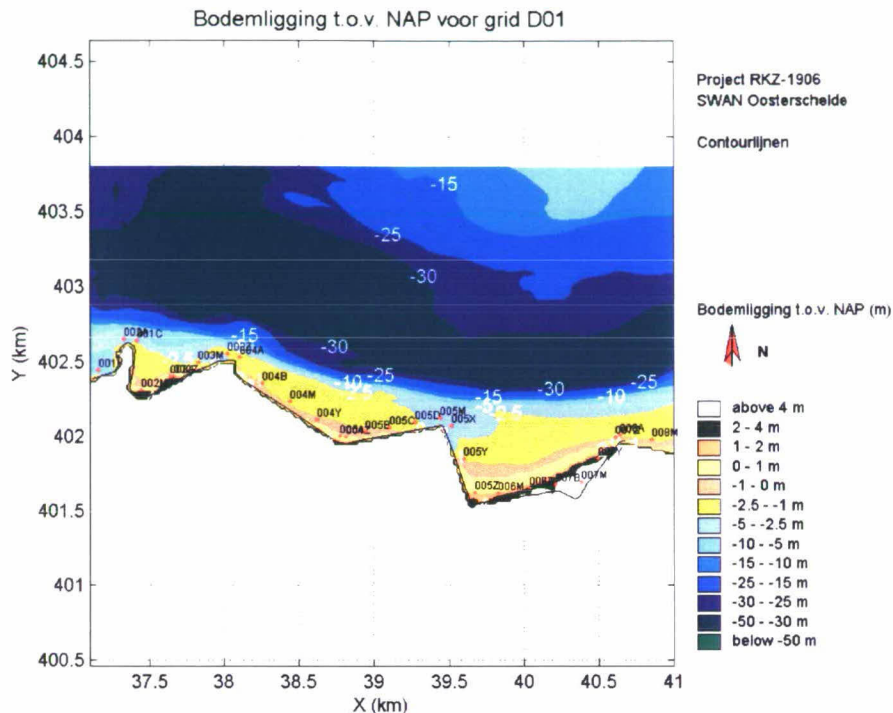 Bodemligging t.o.v. NAP voor grid D01
Project RKZ-1906
SWAN Oosterschelde
Contourlijnen
Bodemligging t.o.v. NAP (m)
N
above 4 m
2 - 4 m
1 - 2 m
0 - 1 m
-1 - 0 m
-2.5 - -1 m
-5 - -2.5 m
-10 - -5 m
-15 - -10 m
-25 - -15 m
-30 - -25 m
-50 - -30 m
below -50 m
Y (km)
404.5
404
403.5
403
402.5
402
401.5
401
400.5
37.5
38
38.5
39
39.5
40
40.5
41
X (km)
-15
-25
-30
-30
-15
-30
-25
-10
-15
-30
-25
-10
001C
002M
003M
004A
004B
004M
004Y
005B
005C
005D
005M
005X
005Y
005Z
006M
007M